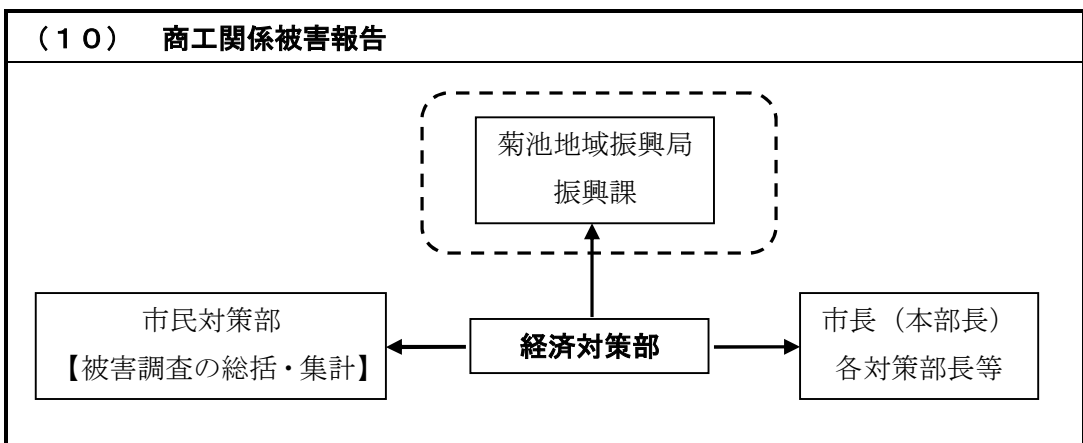 （１０）　商工関係被害報告
菊池地域振興局
振興課
市民対策部
【被害調査の総括・集計】
経済対策部
市長（本部長）
各対策部長等